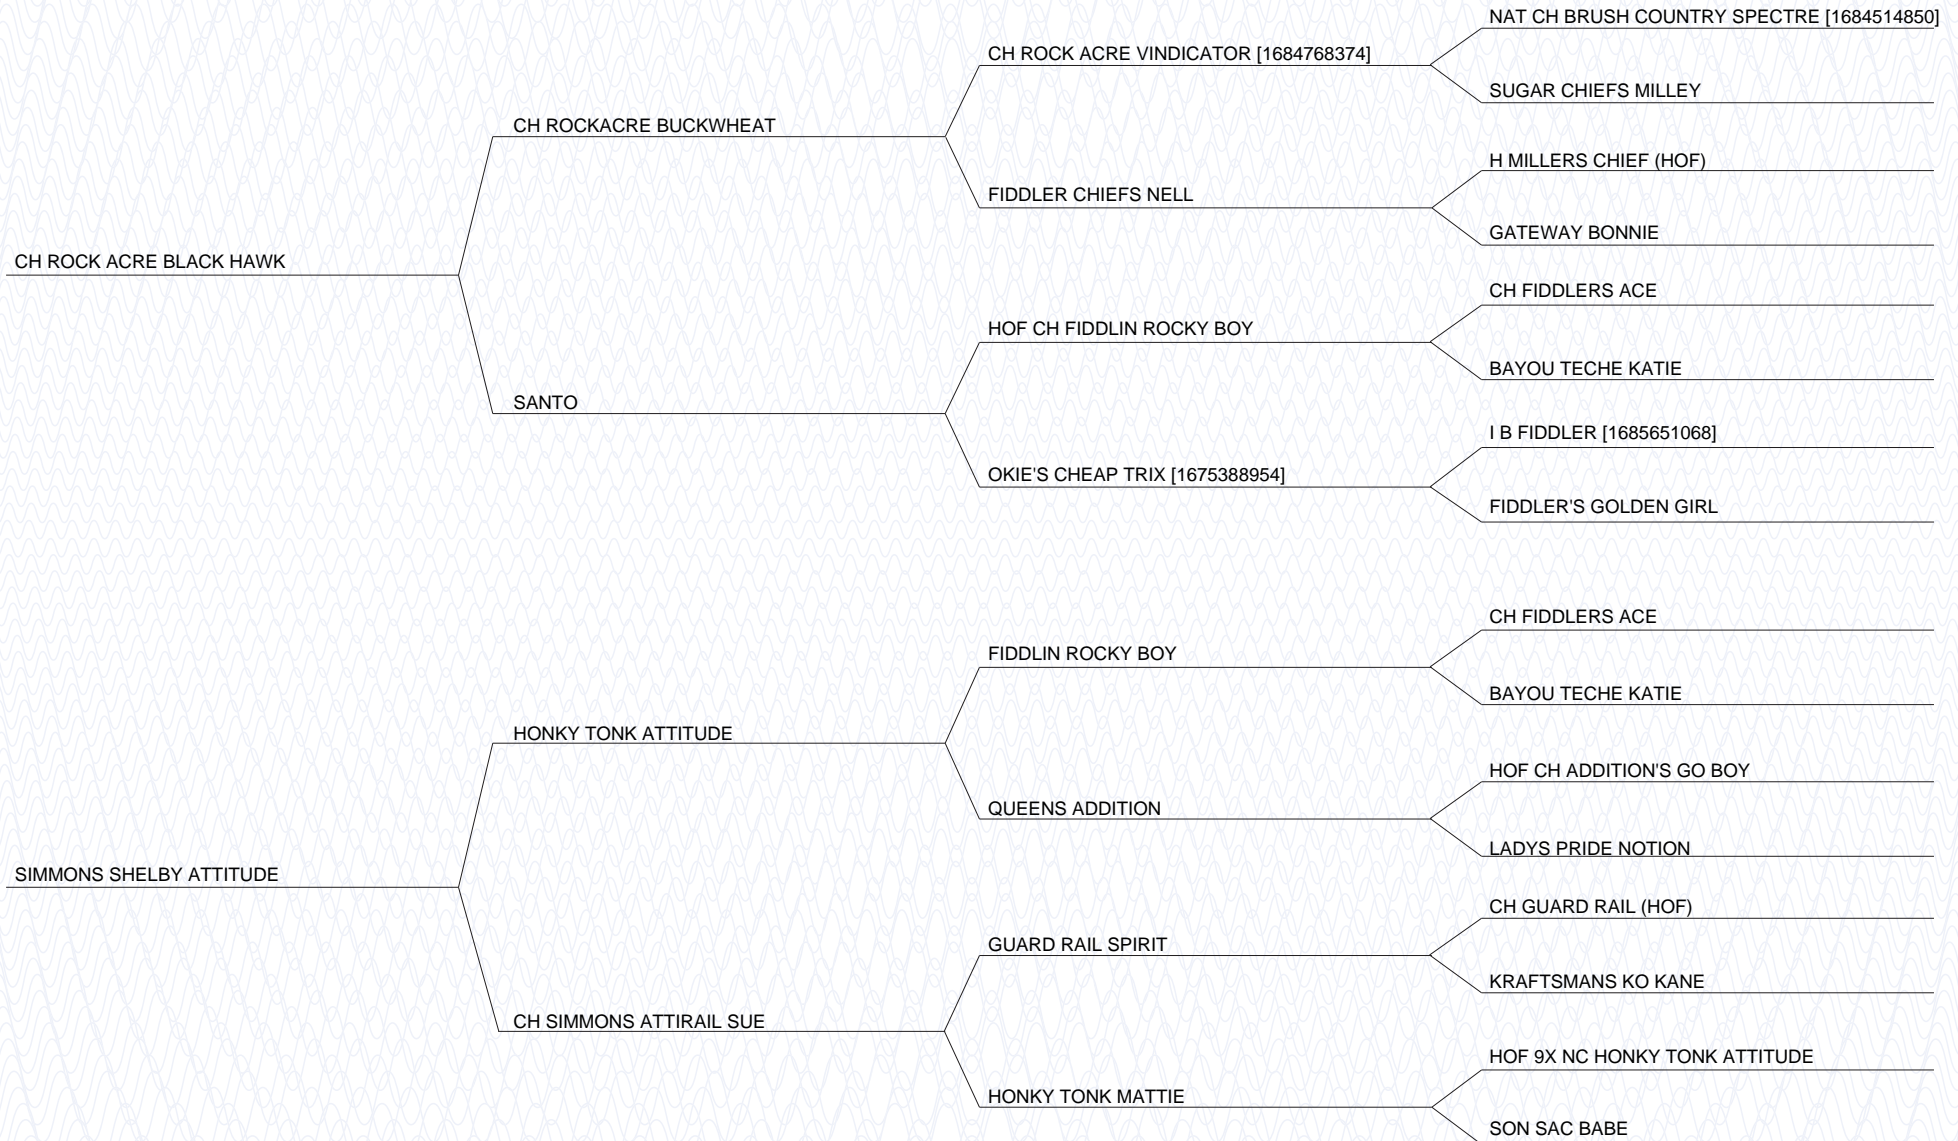 NAT CH BRUSH COUNTRY SPECTRE [1684514850]
CH ROCK ACRE VINDICATOR [1684768374]
SUGAR CHIEFS MILLEY
CH ROCKACRE BUCKWHEAT
H MILLERS CHIEF (HOF)
FIDDLER CHIEFS NELL
GATEWAY BONNIE
CH ROCK ACRE BLACK HAWK
CH FIDDLERS ACE
HOF CH FIDDLIN ROCKY BOY
BAYOU TECHE KATIE
SANTO
I B FIDDLER [1685651068]
OKIE'S CHEAP TRIX [1675388954]
FIDDLER'S GOLDEN GIRL
CH FIDDLERS ACE
FIDDLIN ROCKY BOY
BAYOU TECHE KATIE
HONKY TONK ATTITUDE
HOF CH ADDITION'S GO BOY
QUEENS ADDITION
LADYS PRIDE NOTION
SIMMONS SHELBY ATTITUDE
CH GUARD RAIL (HOF)
GUARD RAIL SPIRIT
KRAFTSMANS KO KANE
CH SIMMONS ATTIRAIL SUE
HOF 9X NC HONKY TONK ATTITUDE
HONKY TONK MATTIE
SON SAC BABE